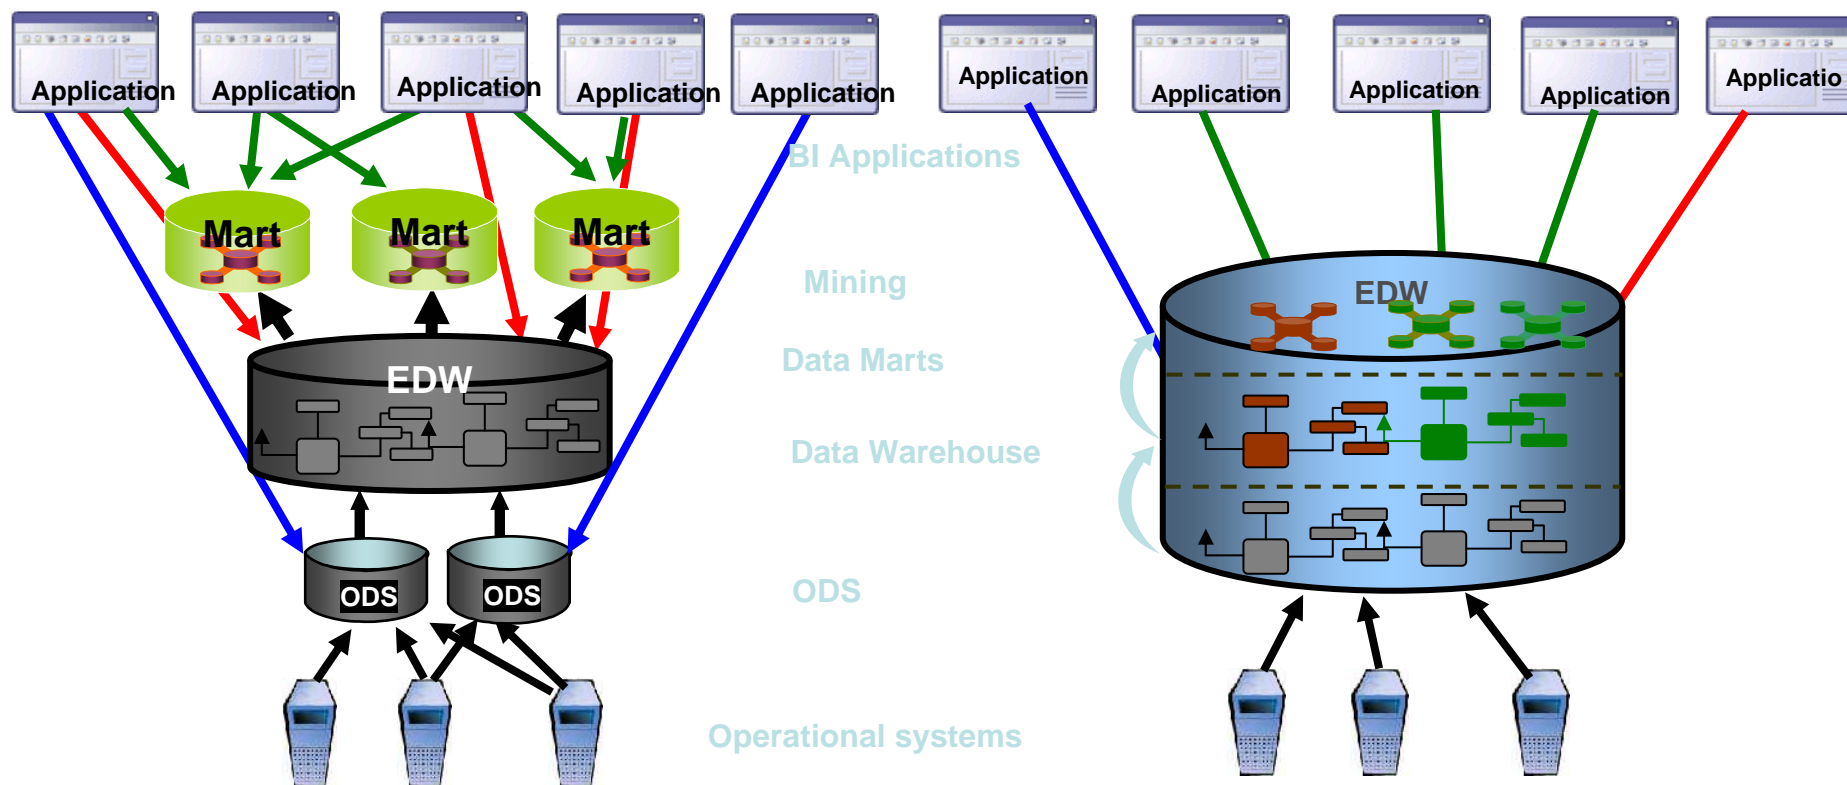 Application
Application
Application
Application
Application
Application
Application
Application
Application
Applicatio
BI Applications
Mart
Mart
Mart
Mining
EDW
Data Marts
EDW
Data Warehouse
ODS
ODS
ODS
Operational systems